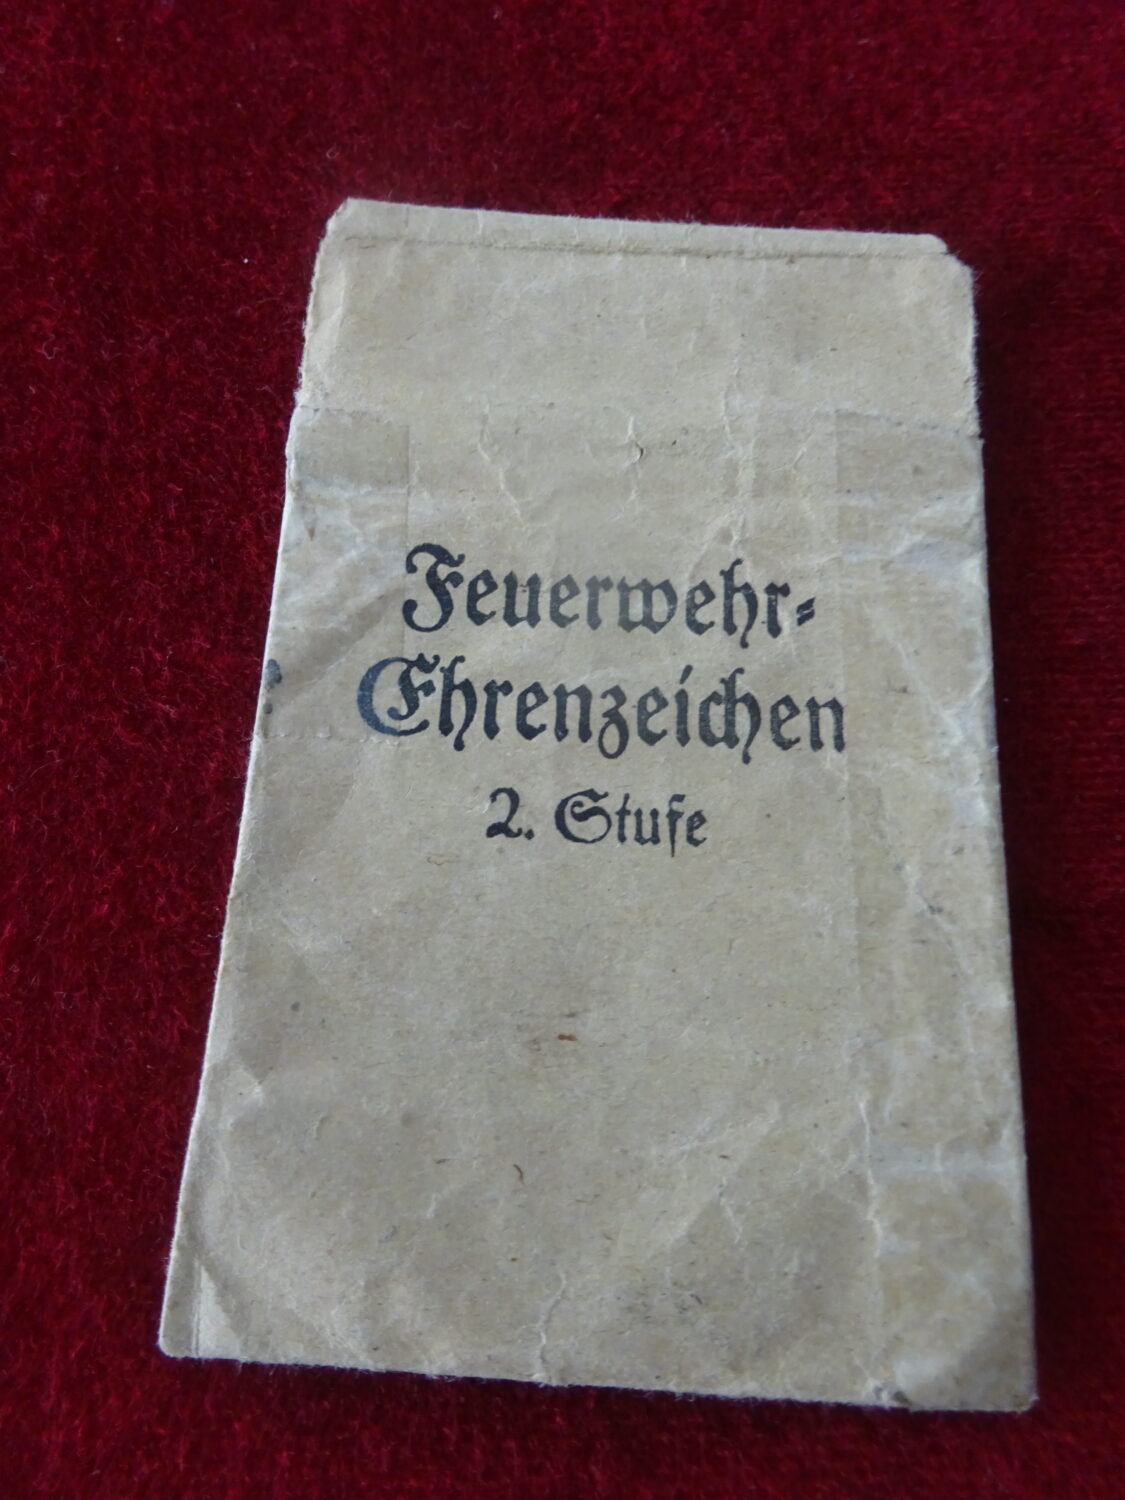 Feuerwehr-
Ehrenzeichen
2. Stufe